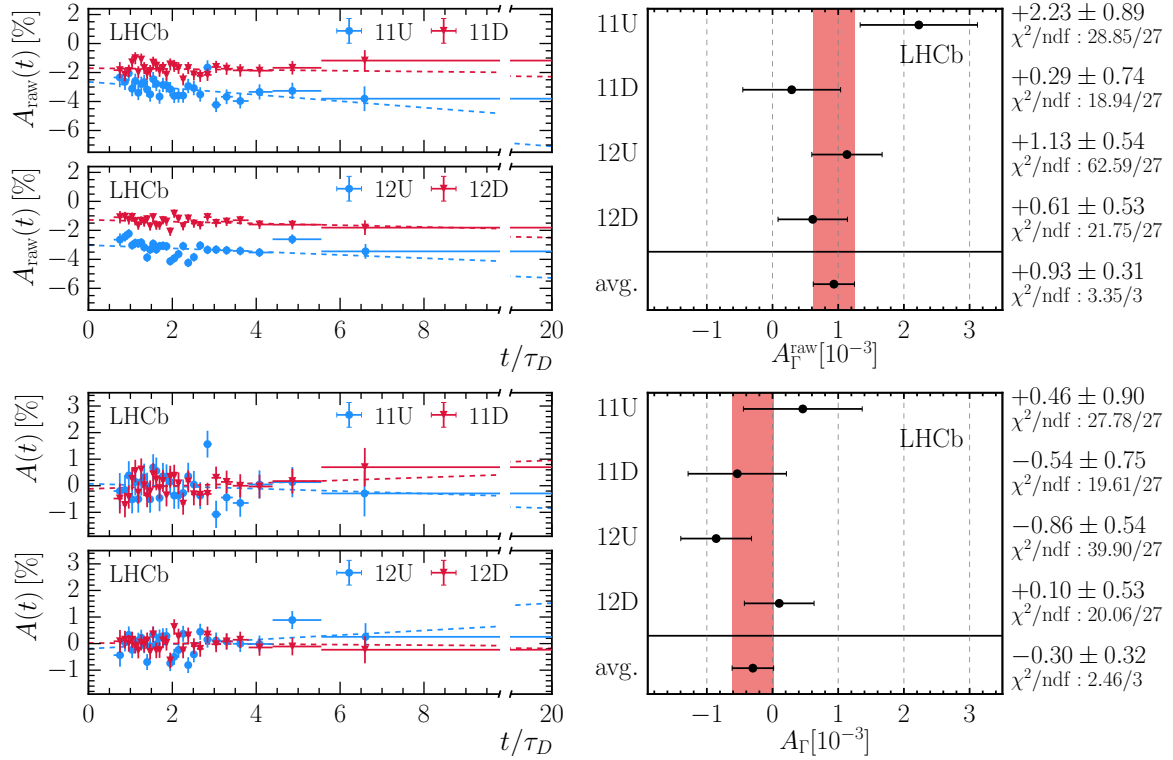 A_raw(t) [%]
2
0
−2
−4
−6
LHCb
11U
11D
A_raw(t) [%]
2
0
−2
−4
−6
LHCb
12U
12D
0
2
4
6
8
20
t/τ_D
11U
11D
12U
12D
avg.
LHCb
+2.23 ± 0.89
χ²/ndf : 28.85/27
+0.29 ± 0.74
χ²/ndf : 18.94/27
+1.13 ± 0.54
χ²/ndf : 62.59/27
+0.61 ± 0.53
χ²/ndf : 21.75/27
+0.93 ± 0.31
χ²/ndf : 3.35/3
−1
0
1
2
3
A_Γ^raw [10⁻³]
A(t) [%]
3
2
1
0
−1
LHCb
11U
11D
A(t) [%]
3
2
1
0
−1
LHCb
12U
12D
0
2
4
6
8
20
t/τ_D
11U
11D
12U
12D
avg.
LHCb
+0.46 ± 0.90
χ²/ndf : 27.78/27
−0.54 ± 0.75
χ²/ndf : 19.61/27
−0.86 ± 0.54
χ²/ndf : 39.90/27
+0.10 ± 0.53
χ²/ndf : 20.06/27
−0.30 ± 0.32
χ²/ndf : 2.46/3
−1
0
1
2
3
A_Γ [10⁻³]